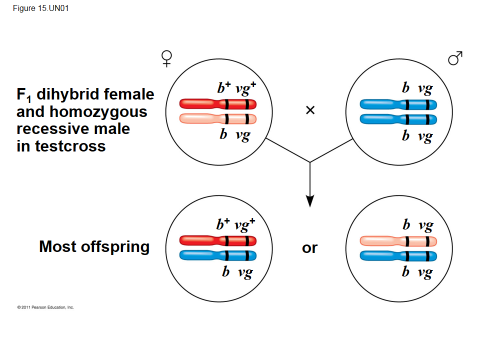 Figure 15.UN01
♀
♂
b+ vg+
b vg
F1 dihybrid female
and homozygous
recessive male
in testcross
×
b vg
b vg
b+ vg+
b vg
Most offspring
or
b vg
b vg
© 2011 Pearson Education, Inc.